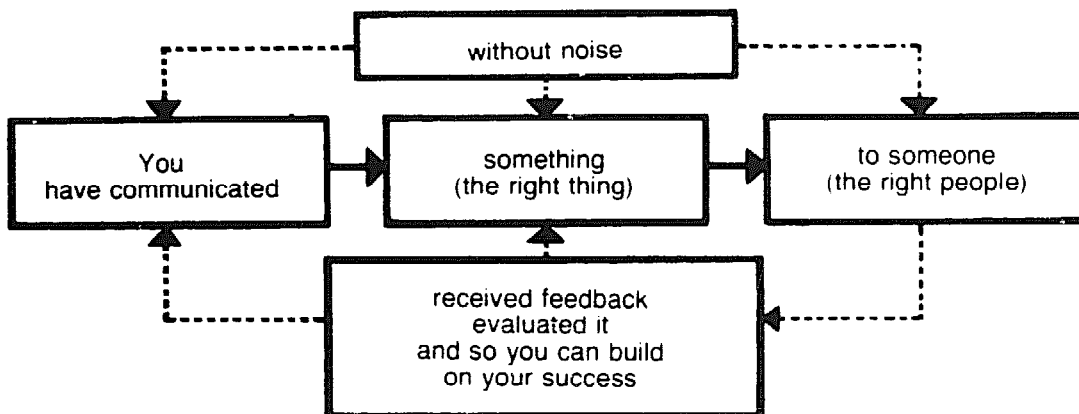 without noise
You
have communicated
something
(the right thing)
to someone
(the right people)
received feedback
evaluated it
and so you can build
on your success